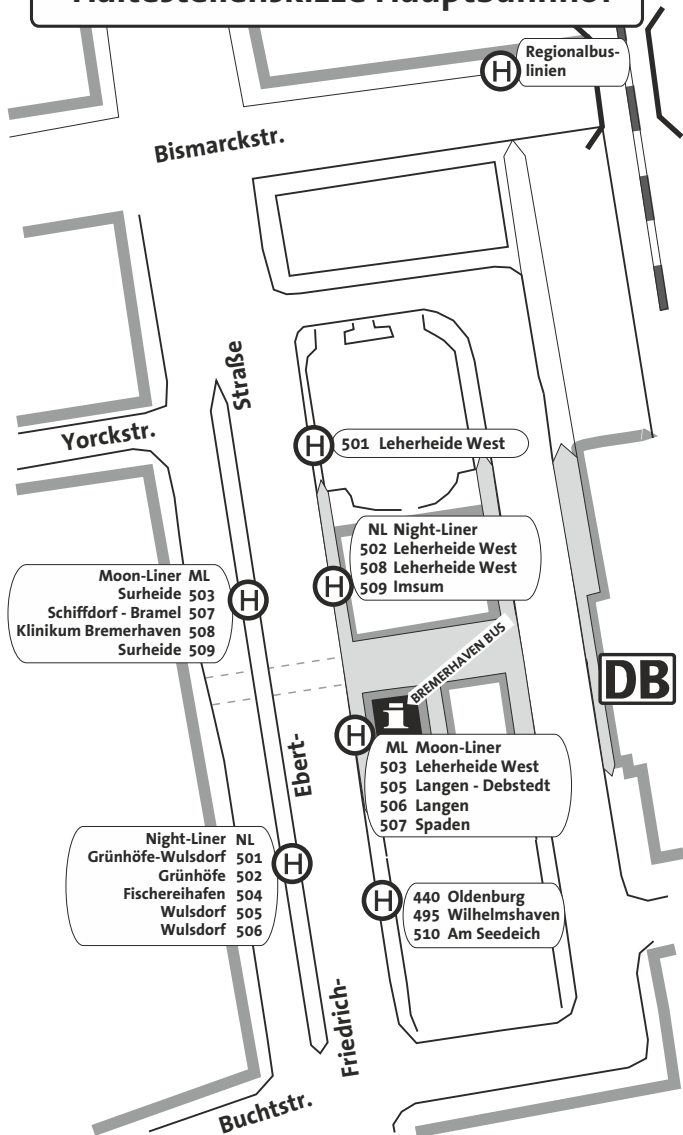 Haltestellenskizze Hauptbahnhof
Regionalbus-
linien
Bismarckstr.
Straße
Yorckstr.
H
H 501 Leherheide West
NL Night-Liner
502 Leherheide West
508 Leherheide West
509 Imsum
H
Moon-Liner ML
Surheide 503
Schiffdorf - Bramel 507
Klinikum Bremerhaven 508
Surheide 509
H
BREMERHAVEN BUS
i
DB
H
ML Moon-Liner
503 Leherheide West
505 Langen - Debstedt
506 Langen
507 Spaden
Ebert-
Night-Liner NL
Grünhöfe-Wulsdorf 501
Grünhöfe 502
Fischereihafen 504
Wulsdorf 505
Wulsdorf 506
H
H
440 Oldenburg
495 Wilhelmshaven
510 Am Seedeich
Friedrich-
Buchtstr.